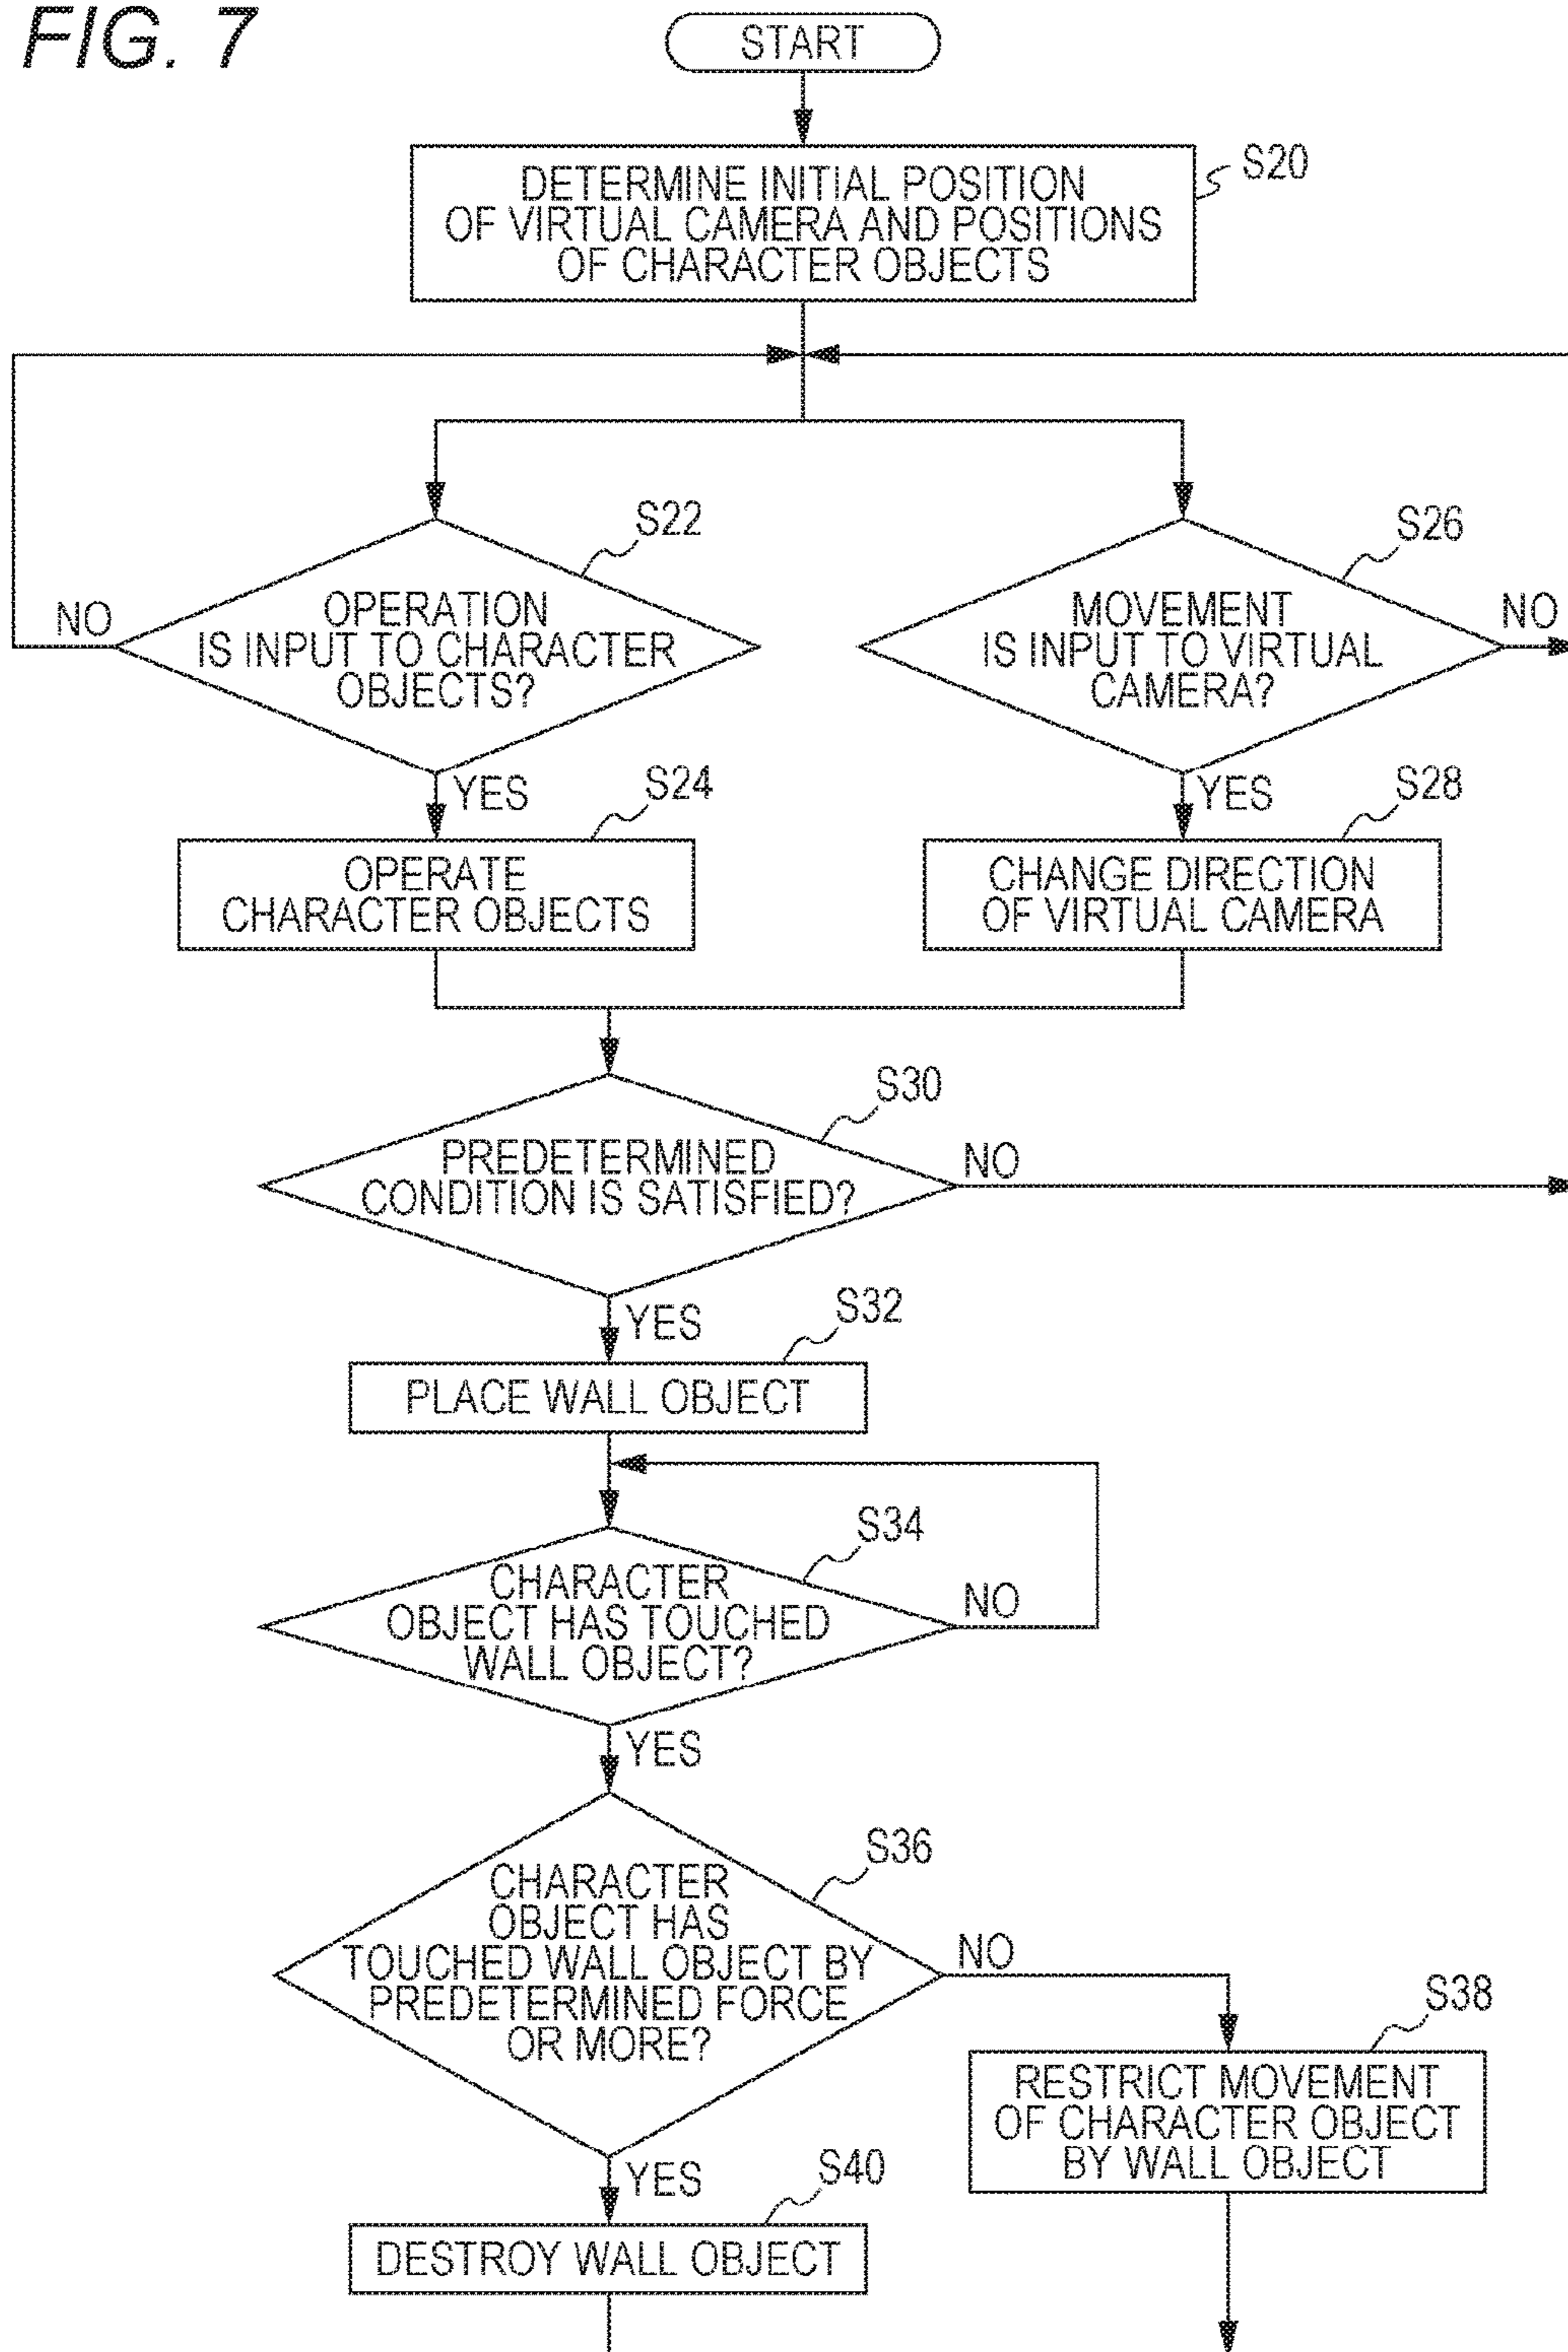 FIG. 7
START
S20
DETERMINE INITIAL POSITION
OF VIRTUAL CAMERA AND POSITIONS
OF CHARACTER OBJECTS
S22
NO
OPERATION
IS INPUT TO CHARACTER
OBJECTS?
YES
S26
MOVEMENT
IS INPUT TO VIRTUAL
CAMERA?
NO
YES
S24
OPERATE
CHARACTER OBJECTS
S28
CHANGE DIRECTION
OF VIRTUAL CAMERA
S30
PREDETERMINED
CONDITION IS SATISFIED?
NO
YES
S32
PLACE WALL OBJECT
S34
CHARACTER
OBJECT HAS TOUCHED
WALL OBJECT?
NO
YES
S36
CHARACTER
OBJECT HAS
TOUCHED WALL OBJECT BY
PREDETERMINED FORCE
OR MORE?
NO
YES
S38
RESTRICT MOVEMENT
OF CHARACTER OBJECT
BY WALL OBJECT
S40
DESTROY WALL OBJECT